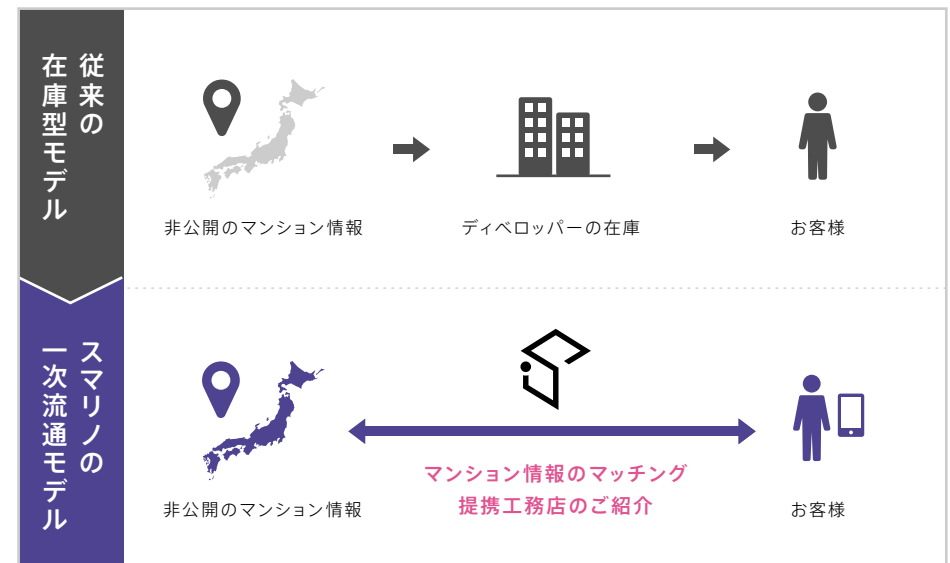 従来の
在庫型モデル
非公開のマンション情報
ディベロッパーの在庫
お客様
スマリノの
一次流通モデル
マンション情報のマッチング
提携工務店のご紹介
非公開のマンション情報
お客様